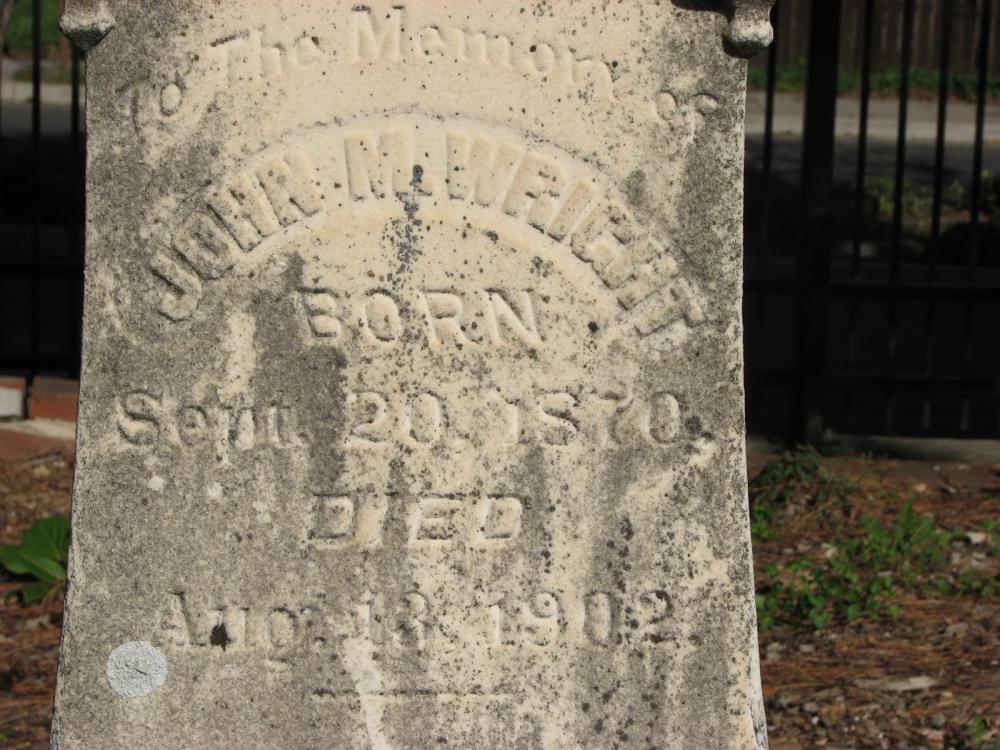 To The Memory of
JOHN M. WRIGHT
BORN
Sept. 20, 1870,
DIED
Aug. 13, 1902.